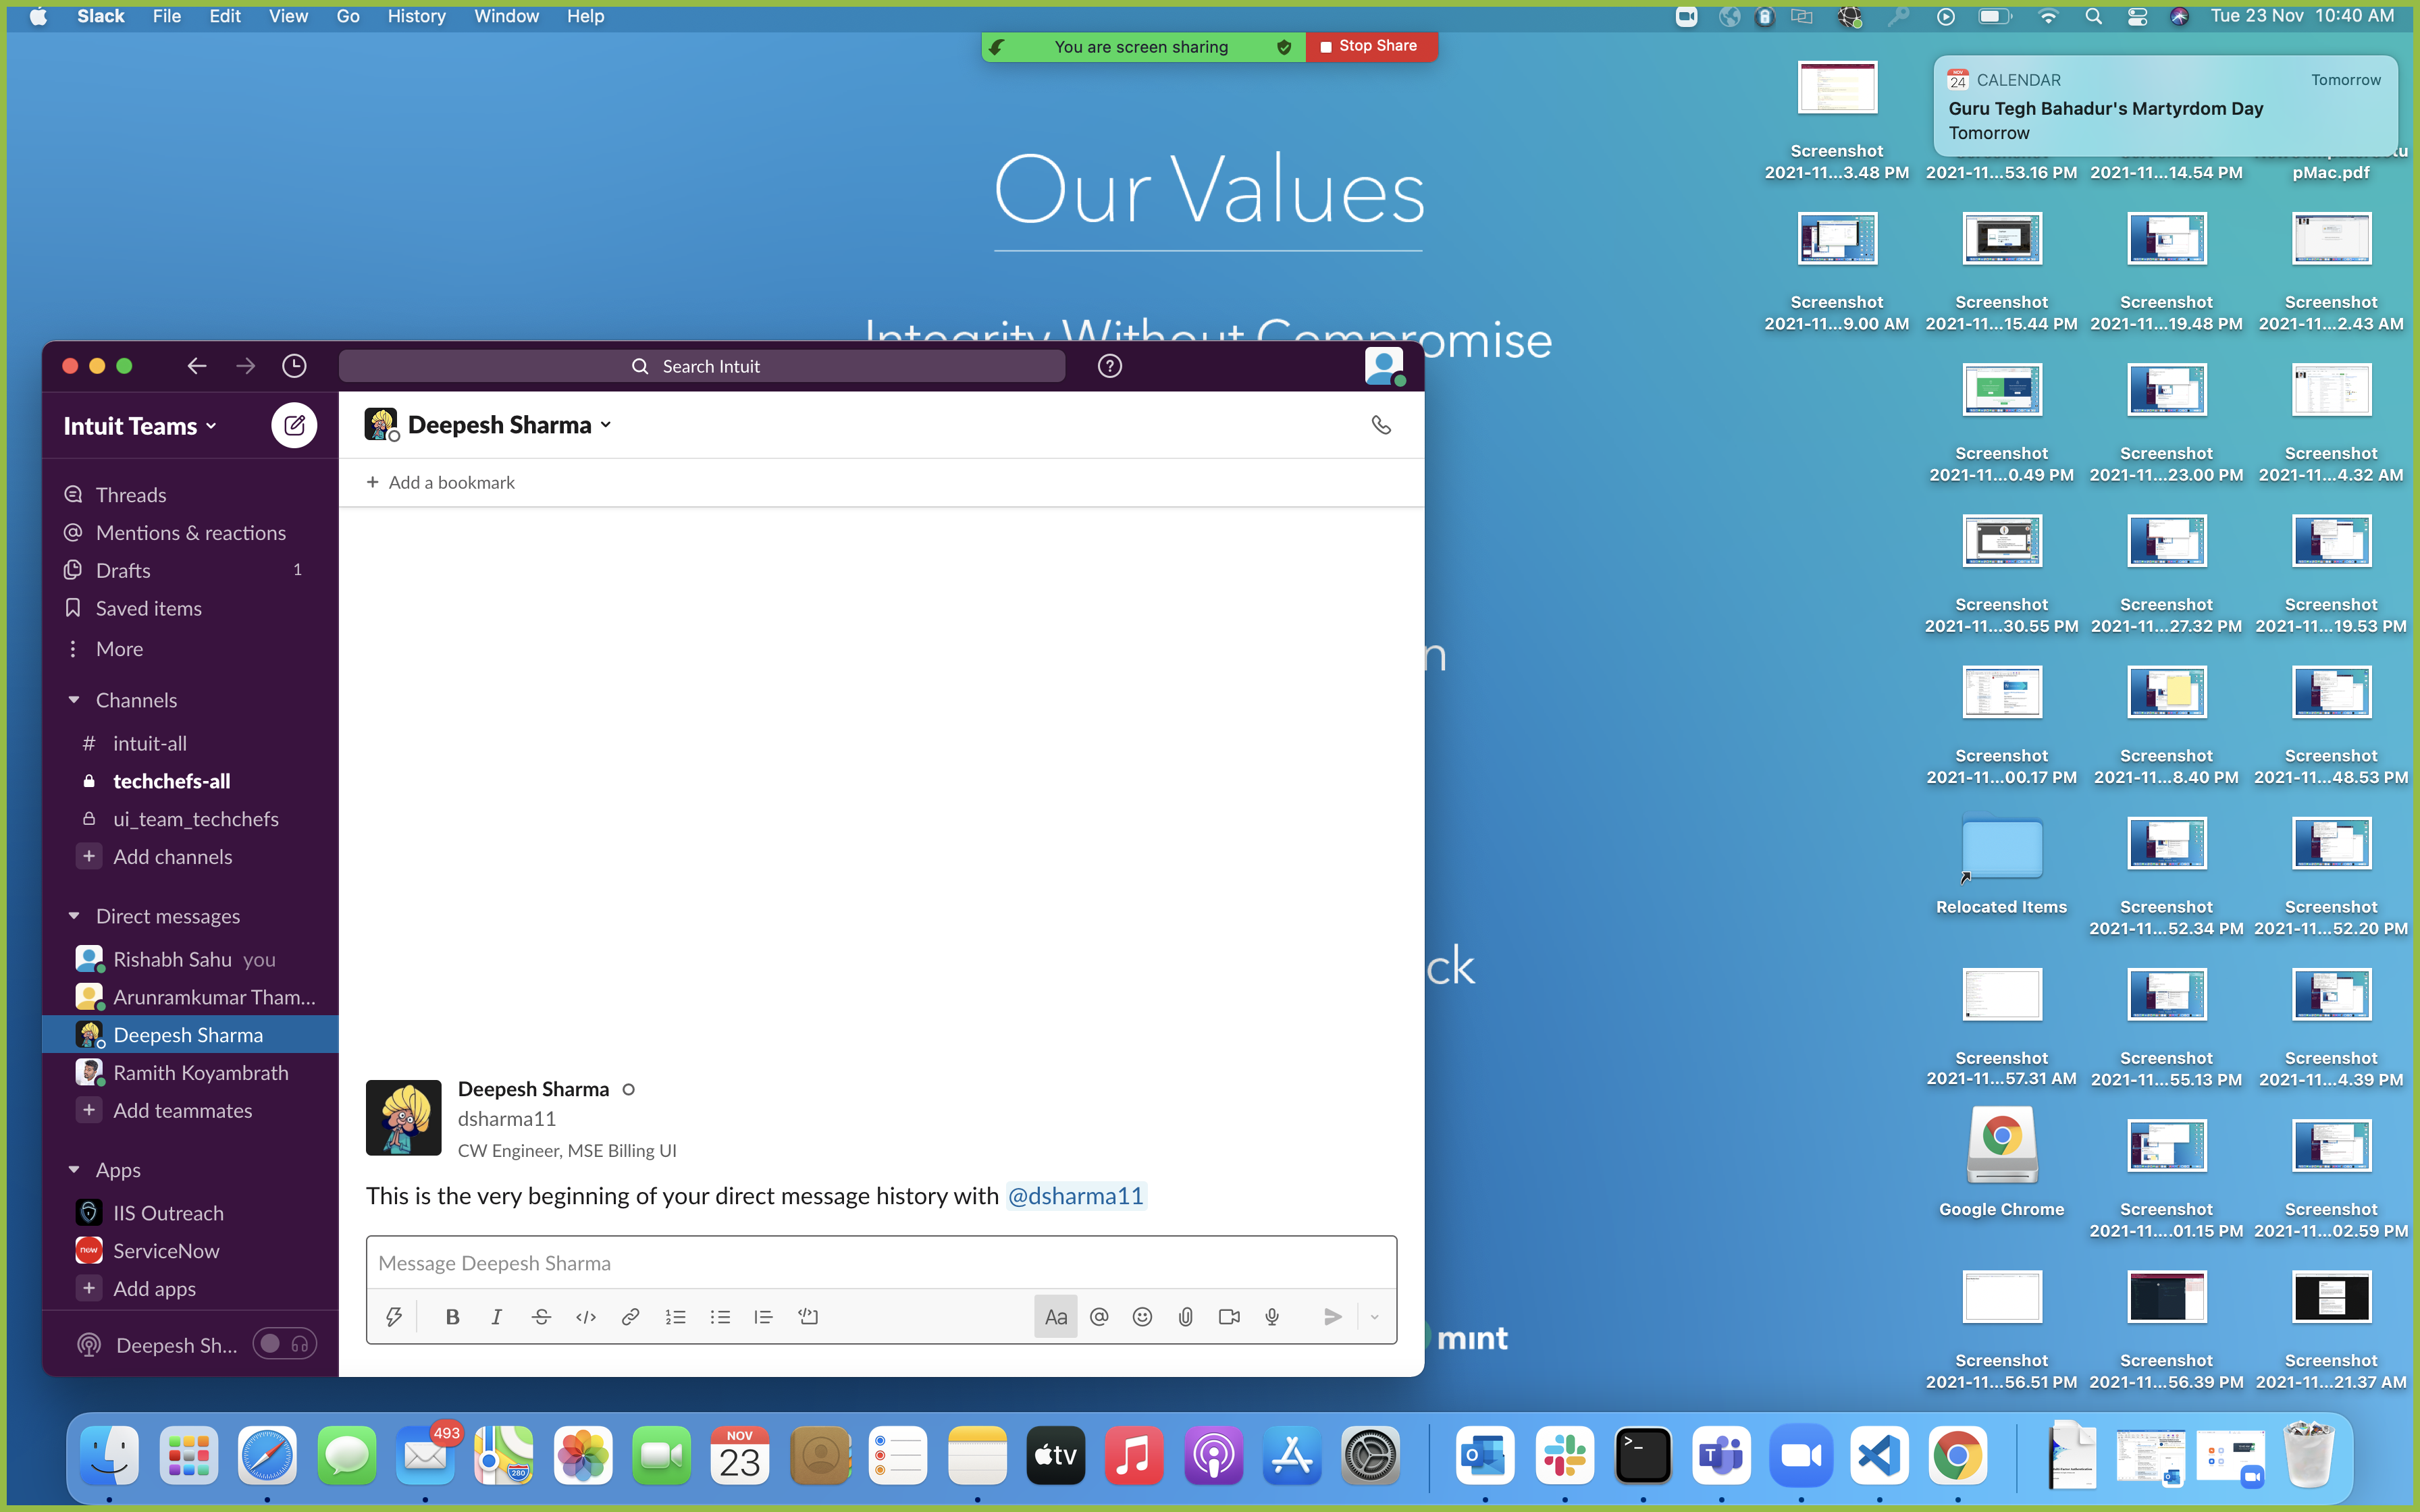 Slack File Edit View Go History Window Help
Tue 23 Nov 10:40 AM
You are screen sharing
Stop Share
NOV
24
CALENDAR
Tomorrow
Guru Tegh Bahadur's Martyrdom Day
Tomorrow
Our Values
Integrity Without Compromise
n
ck
mint
Search Intuit
Intuit Teams
Threads
Mentions & reactions
Drafts 1
Saved items
More
Channels
# intuit-all
techchefs-all
ui_team_techchefs
+ Add channels
Direct messages
Rishabh Sahu you
Arunramkumar Tham...
Deepesh Sharma
Ramith Koyambrath
+ Add teammates
Apps
IIS Outreach
now
ServiceNow
+ Add apps
Deepesh Sh...
Deepesh Sharma
+ Add a bookmark
Deepesh Sharma
dsharma11
CW Engineer, MSE Billing UI
This is the very beginning of your direct message history with @dsharma11
Message Deepesh Sharma
B I S </> Aa @
Screenshot
2021-11...3.48 PM 2021-11...53.16 PM 2021-11...14.54 PM pMac.pdf
Screenshot Screenshot Screenshot Screenshot
2021-11...9.00 AM 2021-11...15.44 PM 2021-11...19.48 PM 2021-11...2.43 AM
Screenshot Screenshot Screenshot
2021-11...0.49 PM 2021-11...23.00 PM 2021-11...4.32 AM
Screenshot Screenshot Screenshot
2021-11...30.55 PM 2021-11...27.32 PM 2021-11...19.53 PM
Screenshot Screenshot Screenshot
2021-11...00.17 PM 2021-11...8.40 PM 2021-11...48.53 PM
Relocated Items Screenshot Screenshot
2021-11...52.34 PM 2021-11...52.20 PM
Screenshot Screenshot Screenshot
2021-11...57.31 AM 2021-11...55.13 PM 2021-11...4.39 PM
Google Chrome Screenshot Screenshot
2021-11....01.15 PM 2021-11...02.59 PM
Screenshot Screenshot Screenshot
2021-11...56.51 PM 2021-11...56.39 PM 2021-11...21.37 AM
493
280
NOV
23
tv
>_